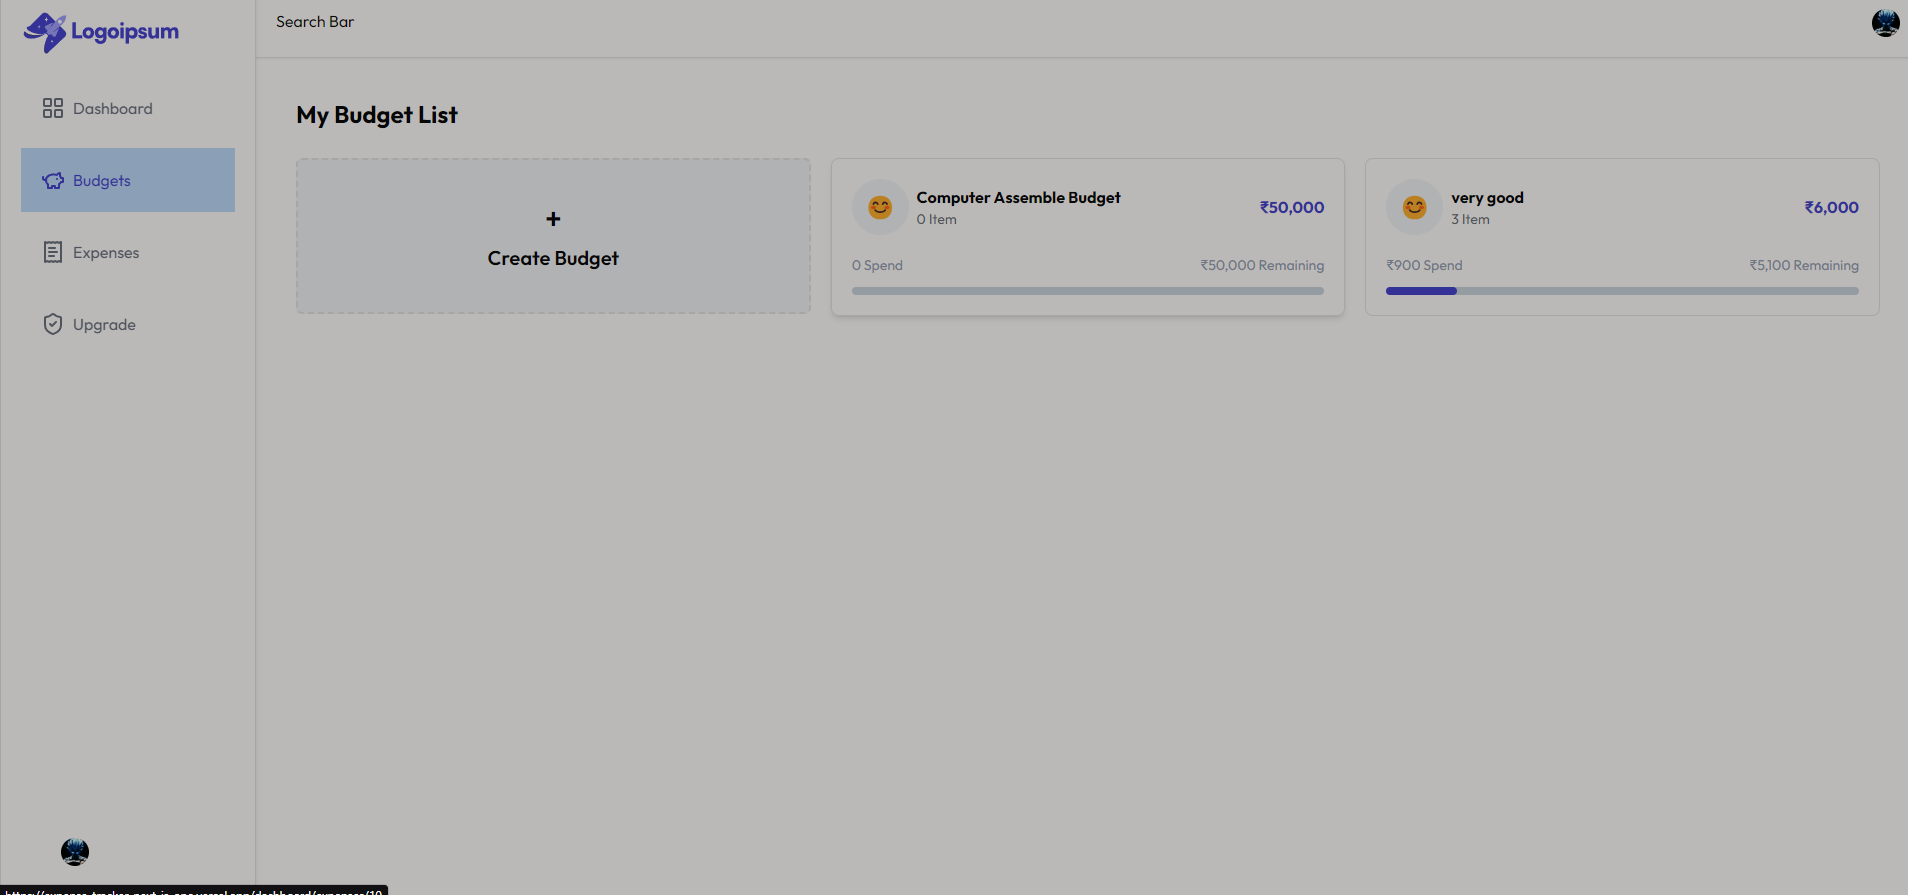 Logoipsum
Search Bar
Dashboard
Budgets
Expenses
Upgrade
My Budget List
+
Create Budget
Computer Assemble Budget
0 Item
₹50,000
0 Spend
₹50,000 Remaining
very good
3 Item
₹6,000
₹900 Spend
₹5,100 Remaining